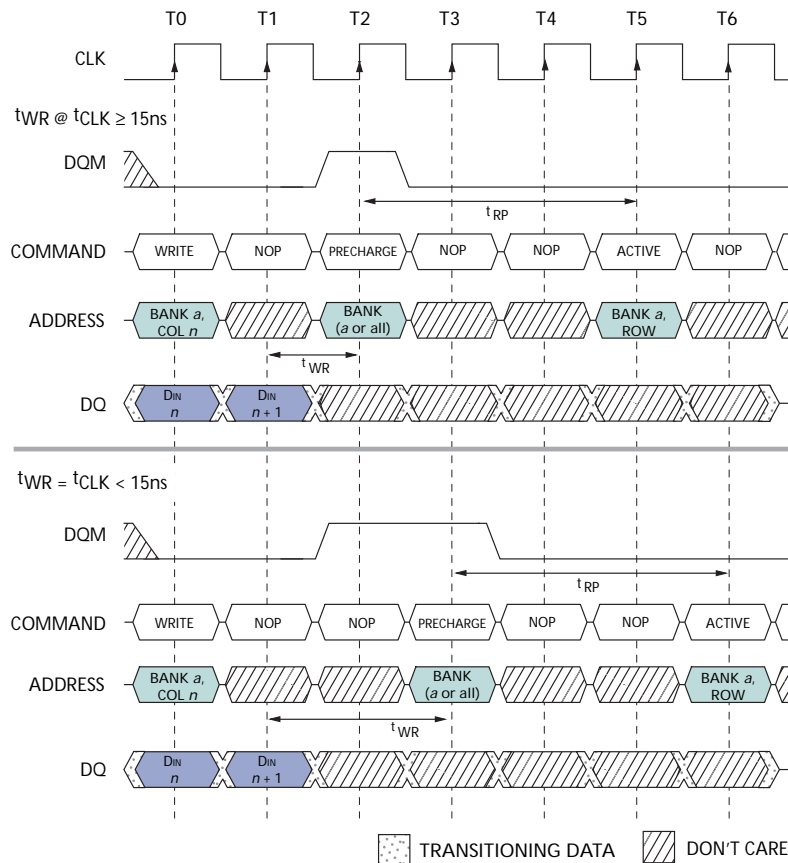 T0 T1 T2 T3 T4 T5 T6
CLK
tWR @ tCLK ≥ 15ns
DQM
tRP
COMMAND WRITE NOP PRECHARGE NOP NOP ACTIVE NOP
ADDRESS BANK a, COL n BANK (a or all) BANK a, ROW
tWR
DQ DIN n DIN n + 1
tWR = tCLK < 15ns
DQM
tRP
COMMAND WRITE NOP NOP PRECHARGE NOP NOP ACTIVE
ADDRESS BANK a, COL n BANK (a or all) BANK a, ROW
tWR
DQ DIN n DIN n + 1
TRANSITIONING DATA DON'T CARE